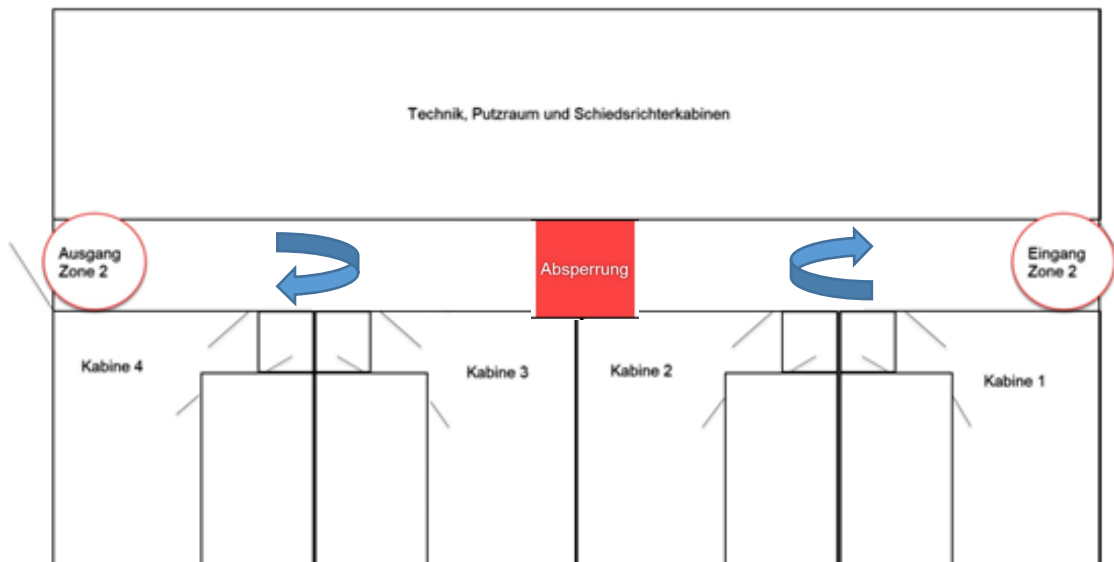 Technik, Putzraum und Schiedsrichterkabinen
Ausgang
Zone 2
Absperrung
Eingang
Zone 2
Kabine 4
Kabine 3
Kabine 2
Kabine 1